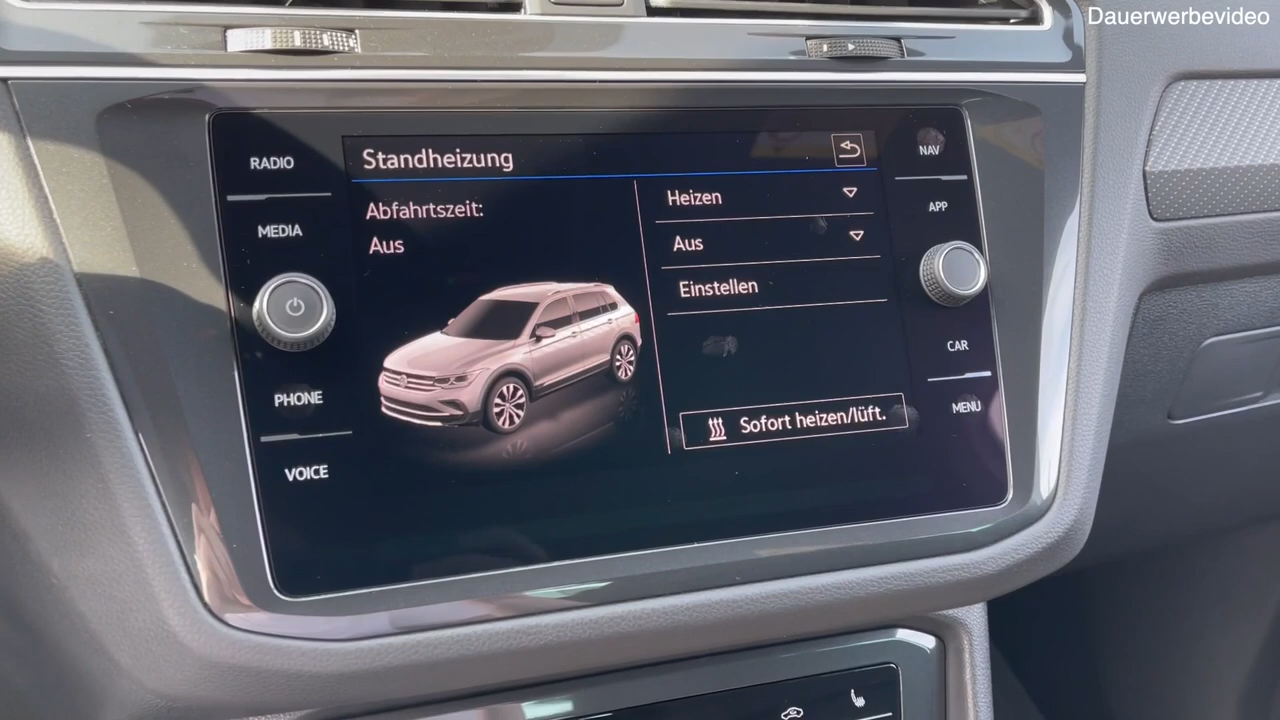 Dauerwerbevideo
RADIO
MEDIA
PHONE
VOICE
Standheizung
Abfahrtszeit:
Aus
Heizen
Aus
Einstellen
Sofort heizen/lüft.
NAV
APP
CAR
MENU